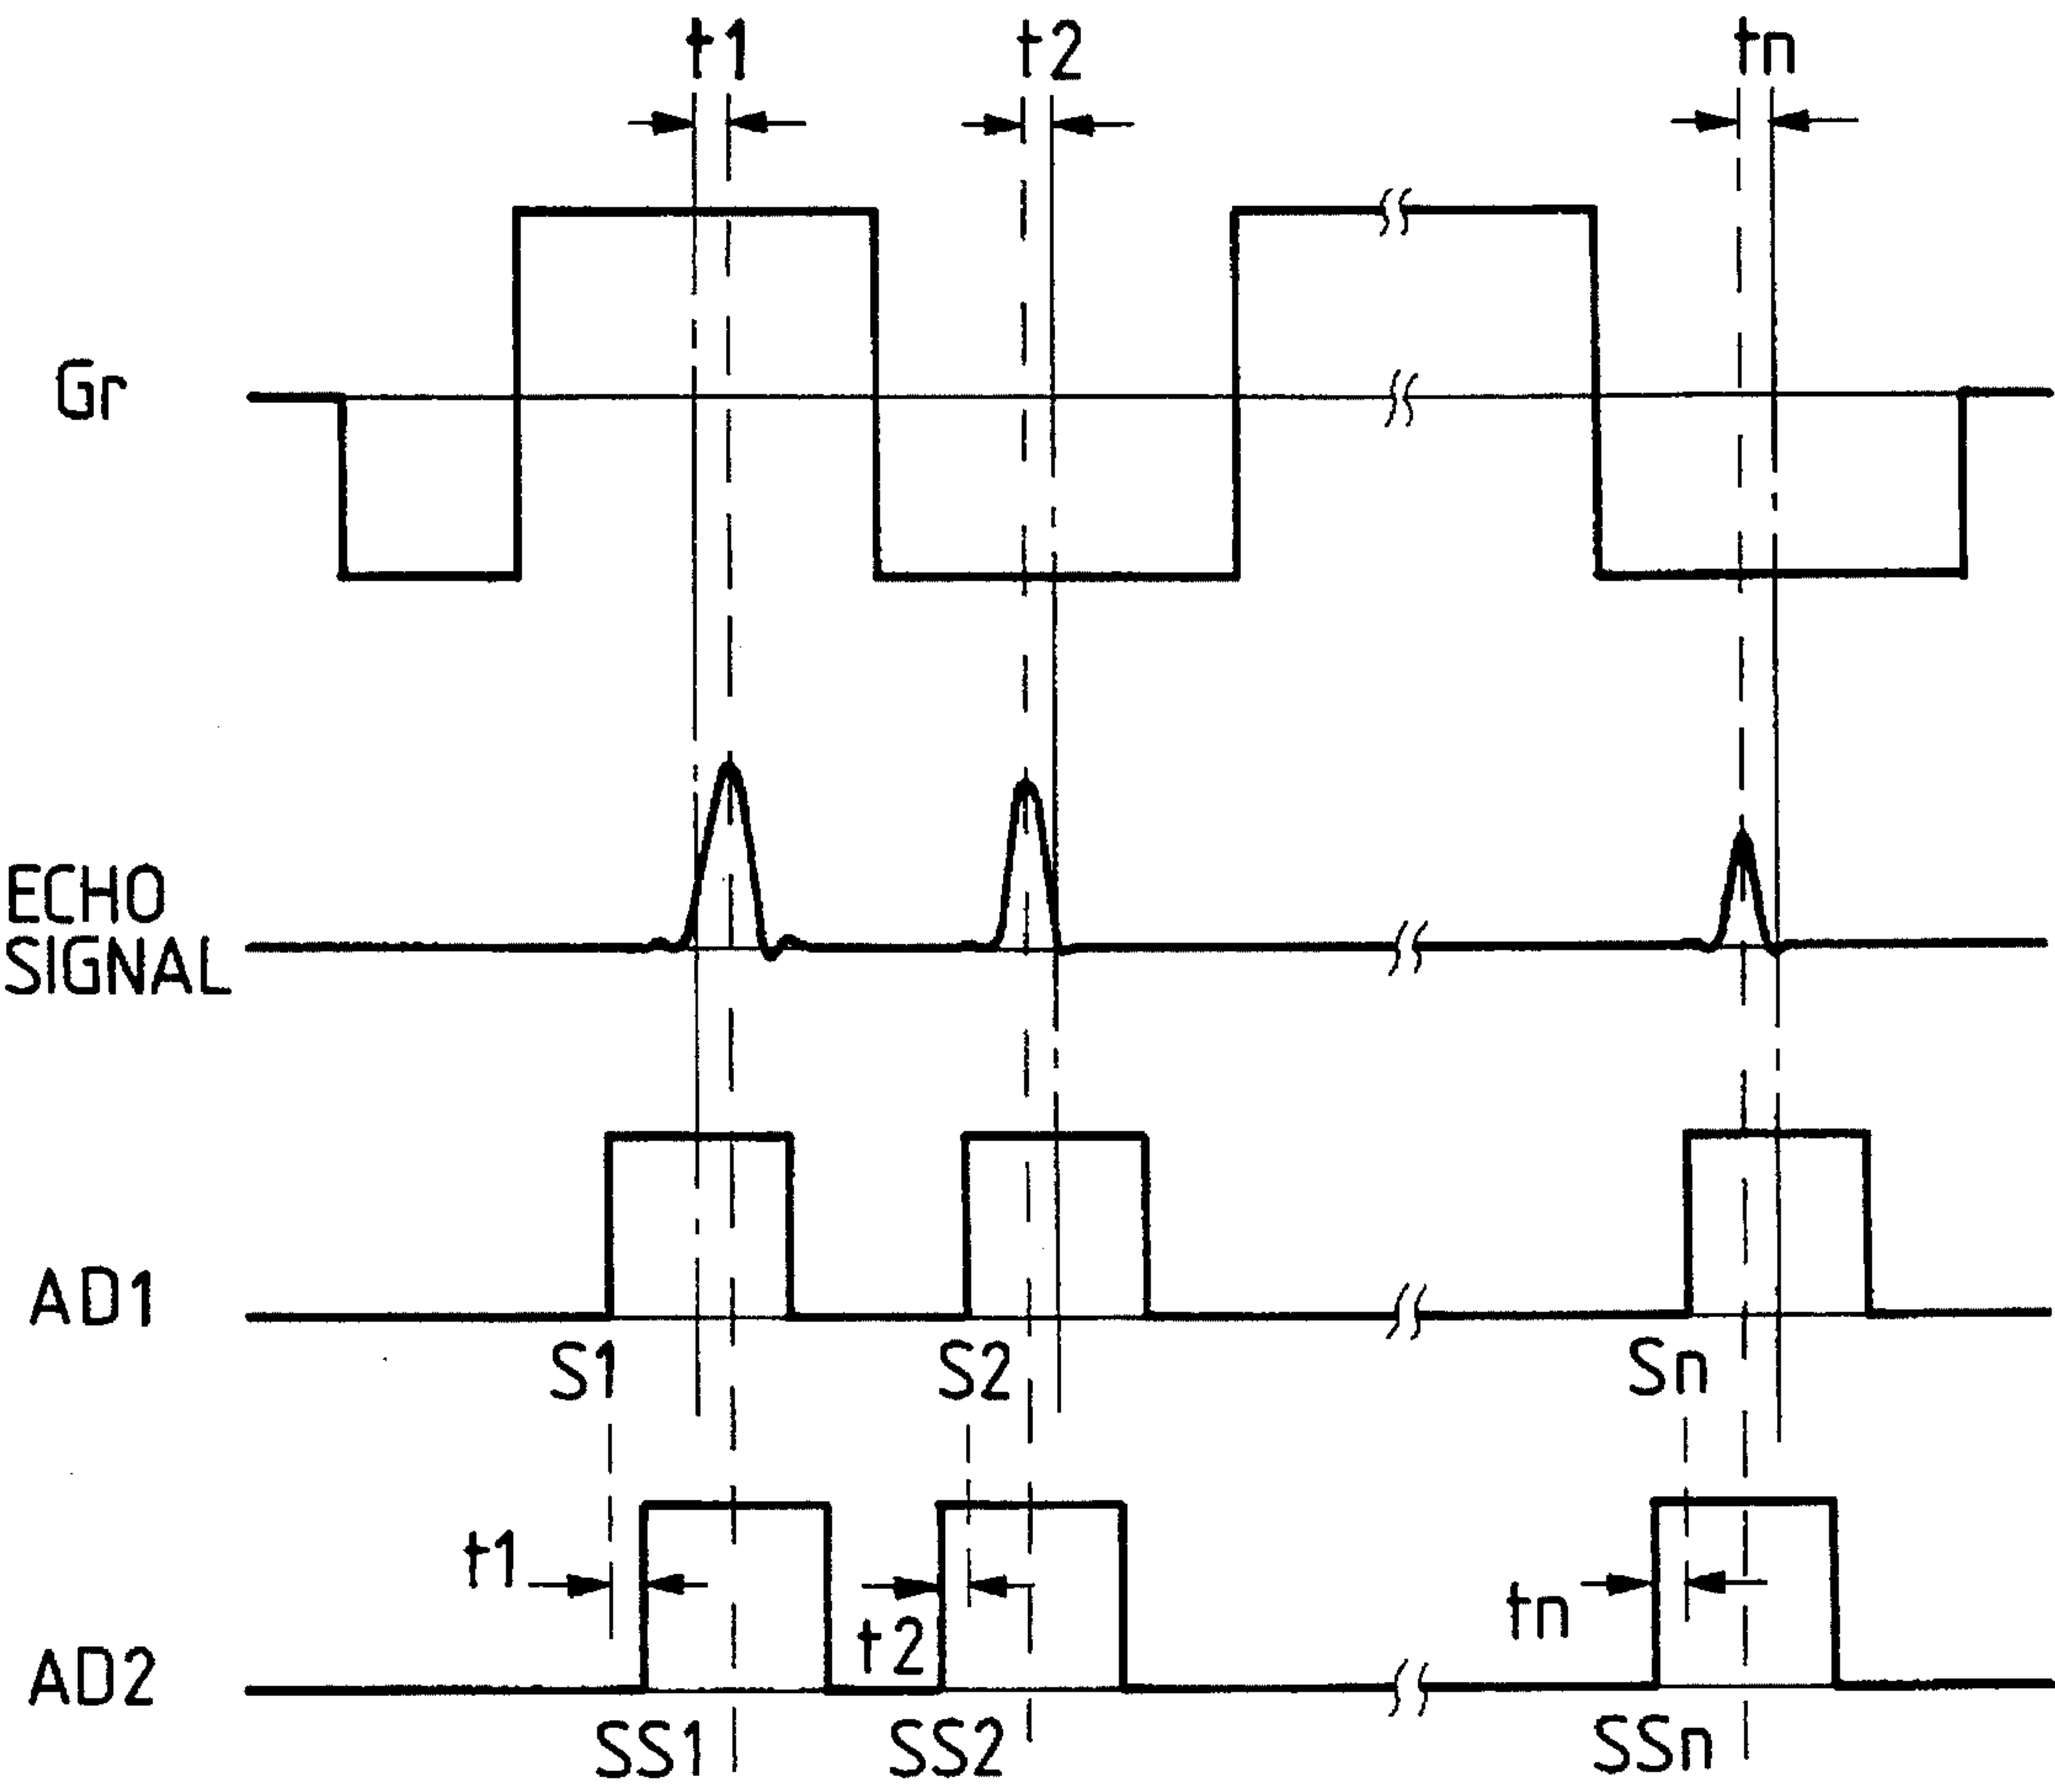 t1 t2 tn
Gr
ECHO
SIGNAL
AD1
S1 S2 Sn
t1
t2
tn
AD2
SS1 SS2 SSn